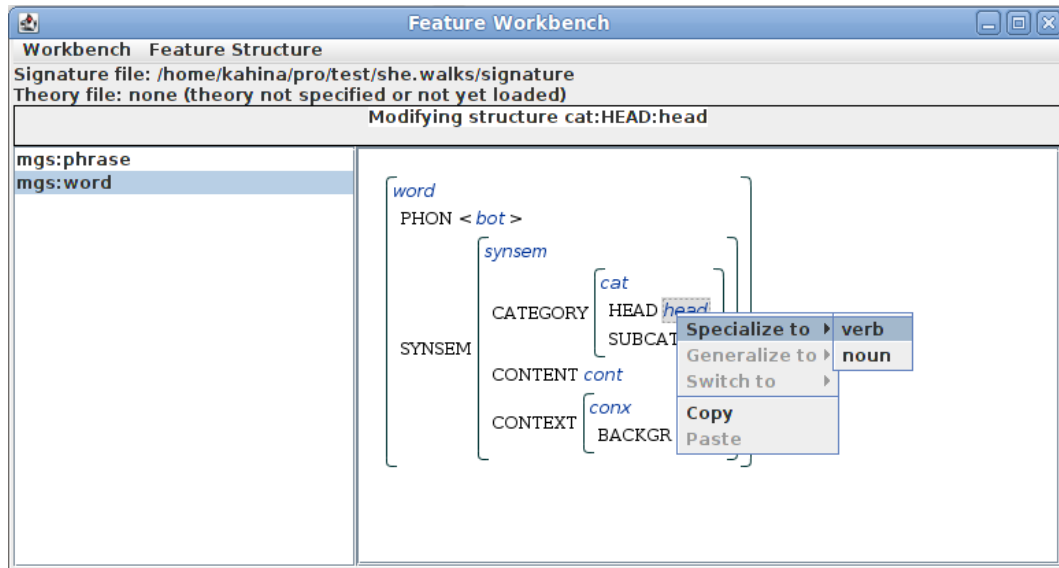 Feature Workbench
Workbench Feature Structure
Signature file: /home/kahina/pro/test/she.walks/signature
Theory file: none (theory not specified or not yet loaded)
Modifying structure cat:HEAD:head
mgs:phrase
mgs:word
word
PHON < bot >
synsem
cat
CATEGORY HEAD head
Specialize to verb
SUBCAT
Generalize to noun
SYNSEM
CONTENT cont
Switch to
conx
Copy
CONTEXT
BACKGR
Paste